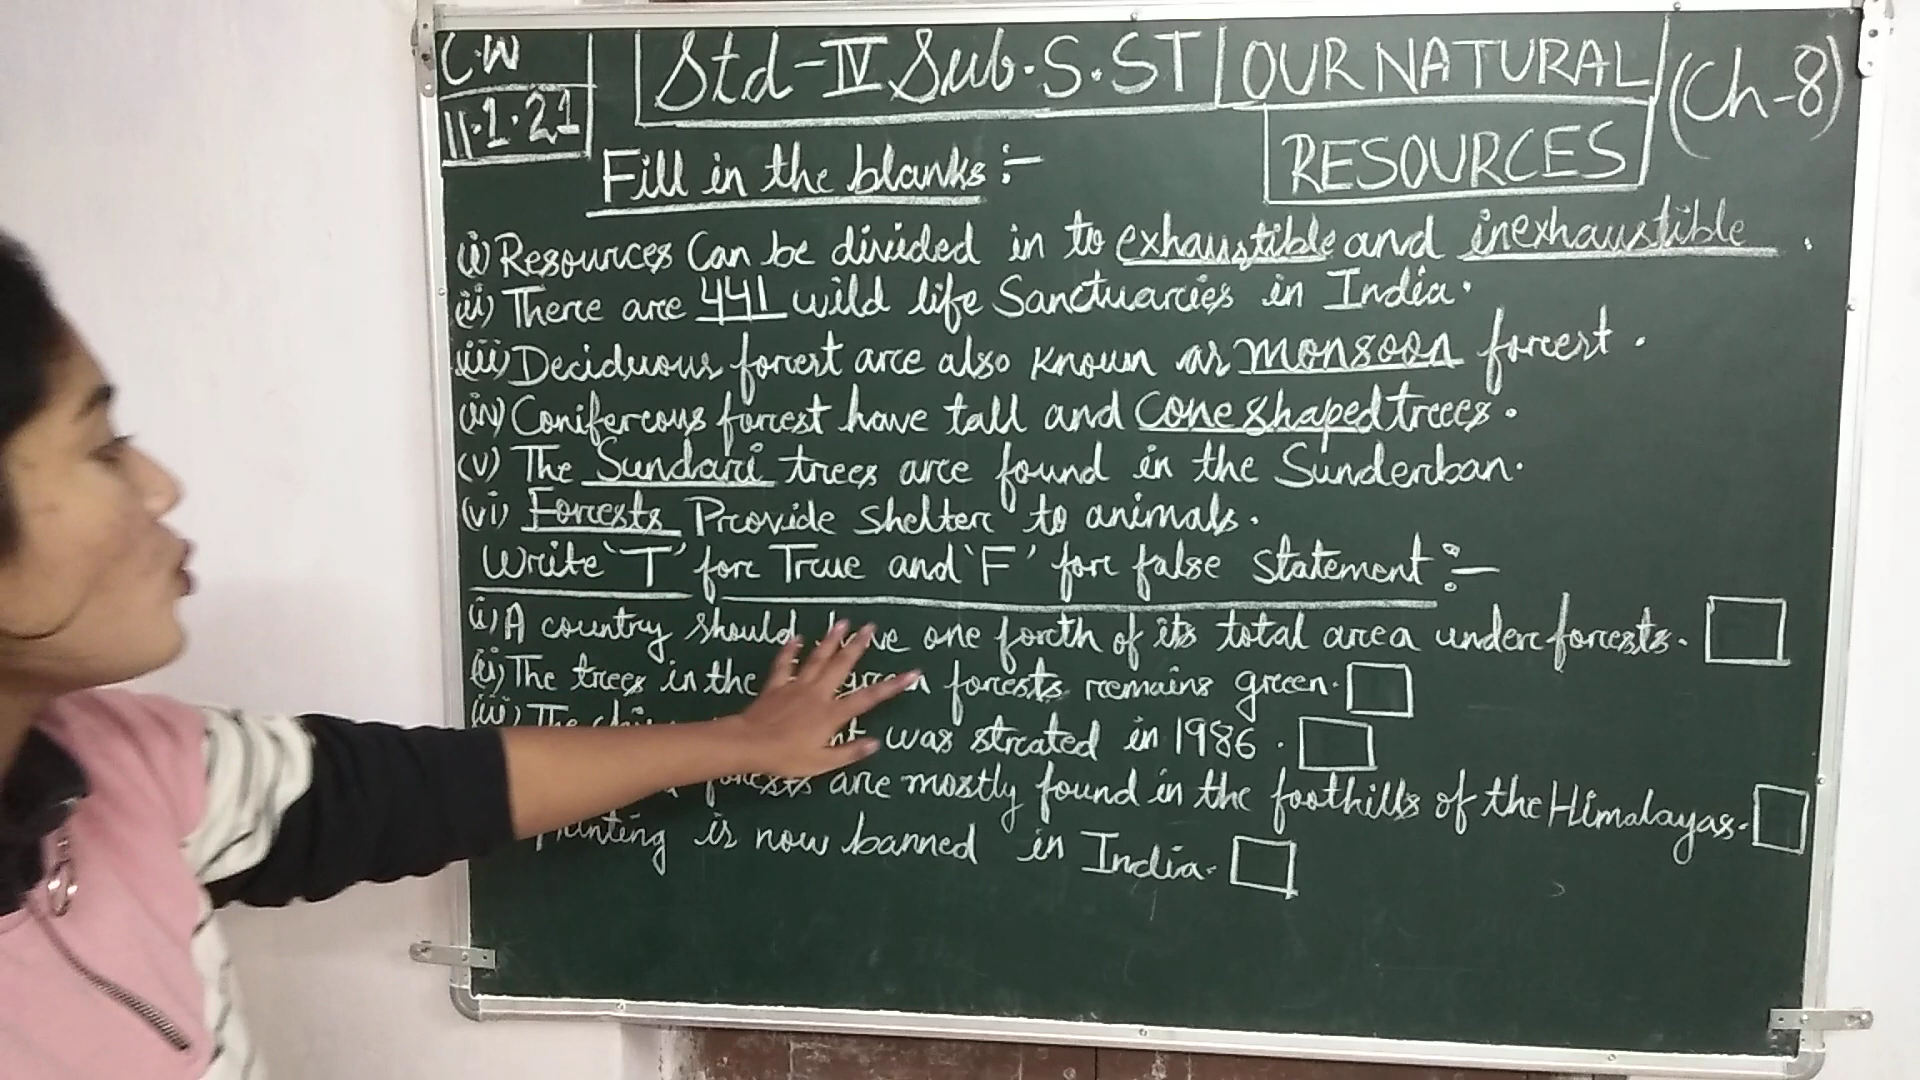 C.W
11.1.21
Std-IV Sub.S.ST OUR NATURAL RESOURCES (Ch-8)
Fill in the blanks :-
(i) Resources Can be divided in to exhaustible and inexhaustible .
(ii) There are 441 wild life Sanctuaries in India.
(iii) Deciduous forest are also known as monsoon forest .
(iv) Coniferous forest have tall and Cone shaped trees.
(v) The Sundari trees are found in the Sunderban.
(vi) Forests Provide shelter to animals.
Write 'T' for True and 'F' for false statement :-
(i) A country should have one forth of its total area under forests.
(ii) The trees in the forests remains green.
(iii) The was strated in 1986 .
forests are mostly found in the foothills of the Himalayas.
Hunting is now banned in India.